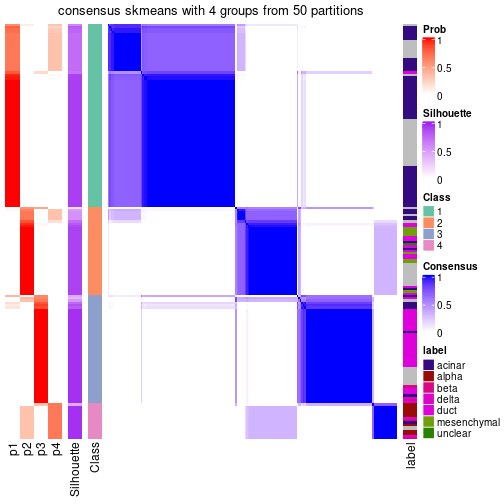 consensus skmeans with 4 groups from 50 partitions
Prob
1
0.5
0
Silhouette
1
0.5
0
Class
1
2
3
4
Consensus
1
0.5
0
label
acinar
alpha
beta
delta
duct
mesenchymal
unclear
p1
p2
p3
p4
Silhouette
Class
label